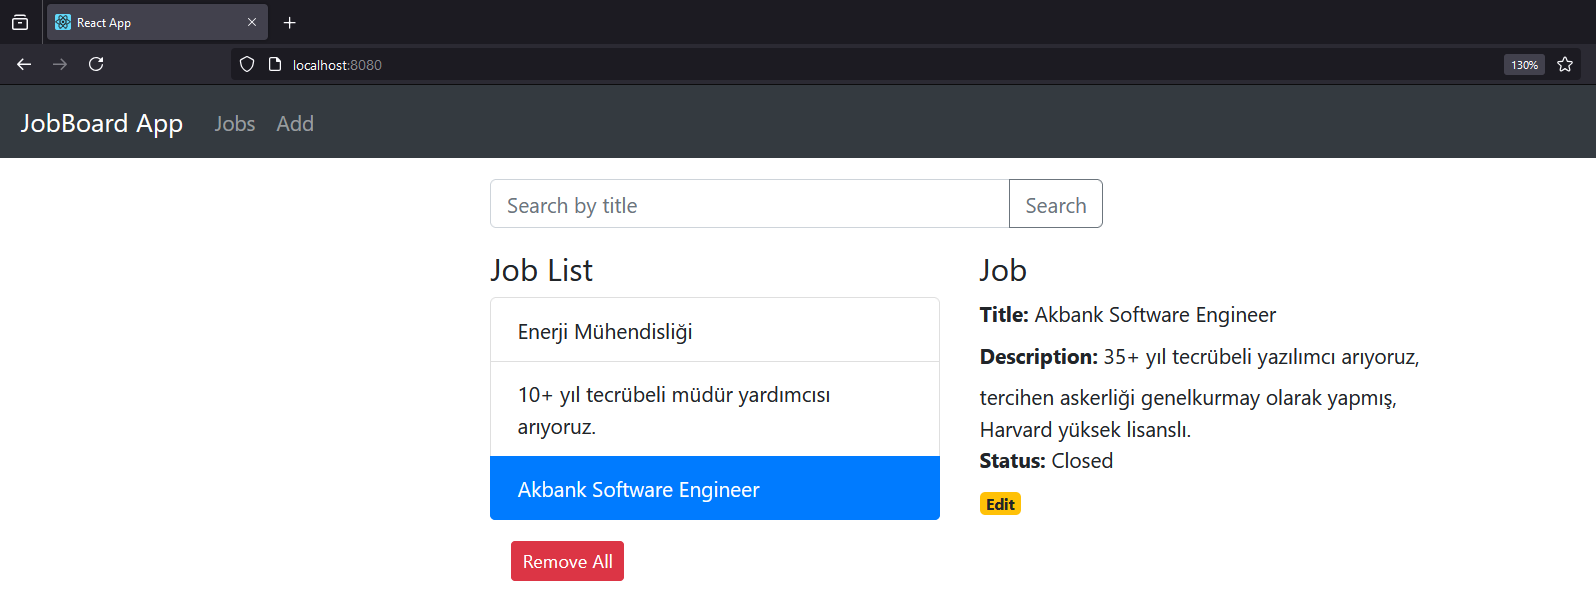 React App
localhost:8080
130%
JobBoard App Jobs Add
Search by title
Search
Job List
Enerji Mühendisliği
10+ yıl tecrübeli müdür yardımcısı
arıyoruz.
Akbank Software Engineer
Remove All
Job
Title: Akbank Software Engineer
Description: 35+ yıl tecrübeli yazılımcı arıyoruz,
tercihen askerliği genelkurmay olarak yapmış,
Harvard yüksek lisanslı.
Status: Closed
Edit